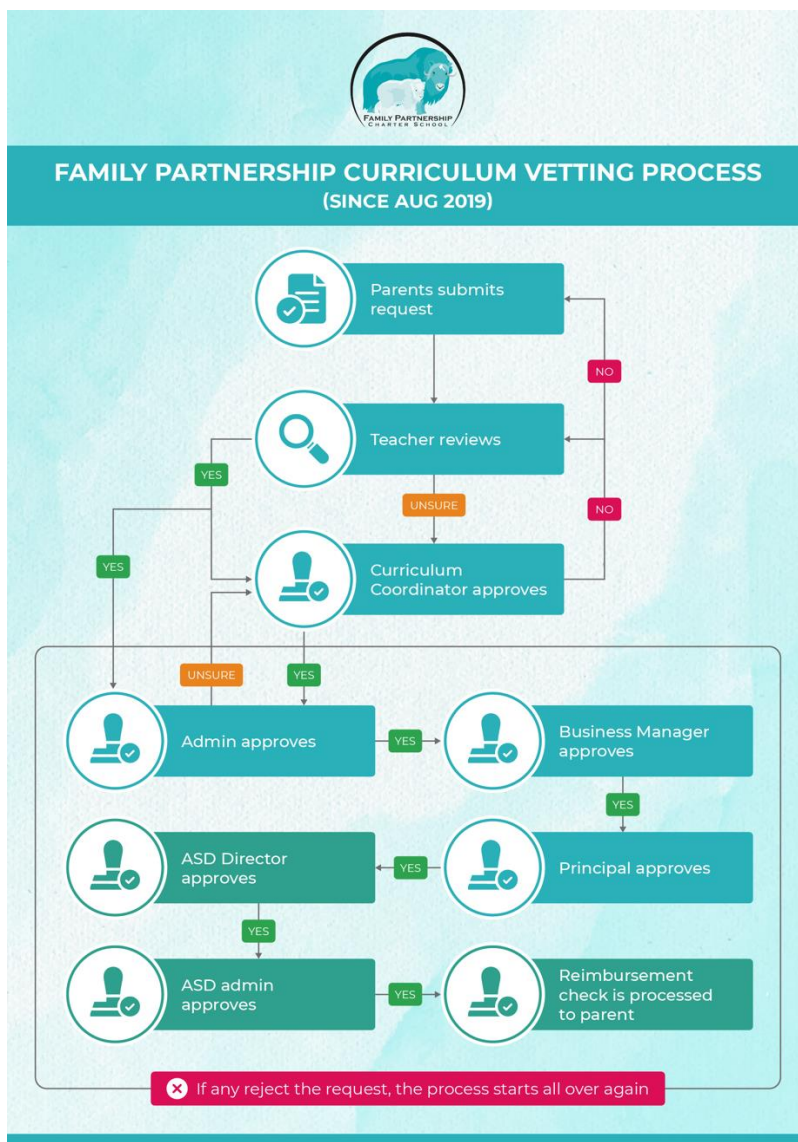 FAMILY PARTNERSHIP
CHARTER SCHOOL
FAMILY PARTNERSHIP CURRICULUM VETTING PROCESS
(SINCE AUG 2019)
Parents submits
request
NO
Teacher reviews
YES
UNSURE
NO
YES
Curriculum
Coordinator approves
UNSURE
YES
Admin approves
YES
Business Manager
approves
YES
ASD Director
approves
YES
Principal approves
YES
ASD admin
approves
YES
Reimbursement
check is processed
to parent
If any reject the request, the process starts all over again